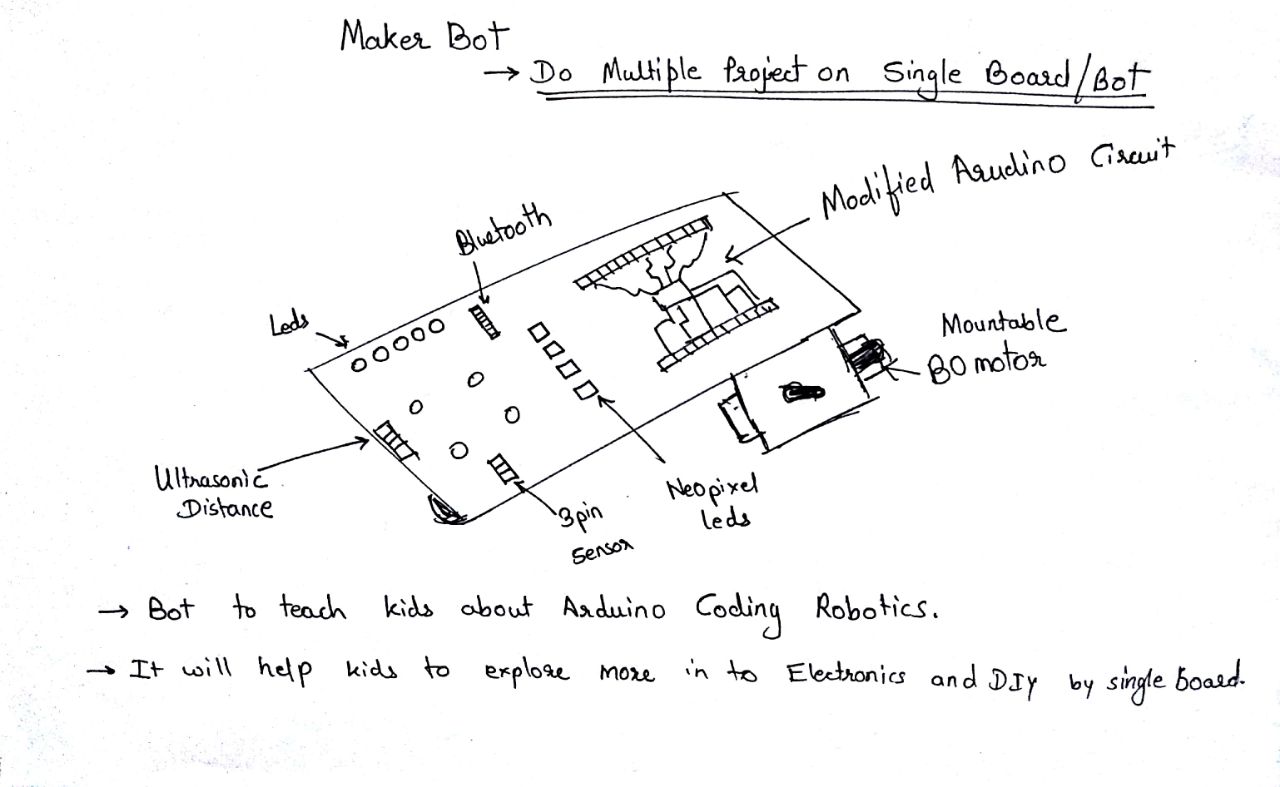 Maker Bot
→ Do Multiple Project on Single Board/Bot
Modified Arudino Circuit
Bluetooth
Leds
Mountable
BO motor
Ultrasonic
Distance
Neopixel
leds
3pin
sensor
→ Bot to teach kids about Arduino Coding Robotics.
→ It will help kids to explore more in to Electronics and DIY by single board.